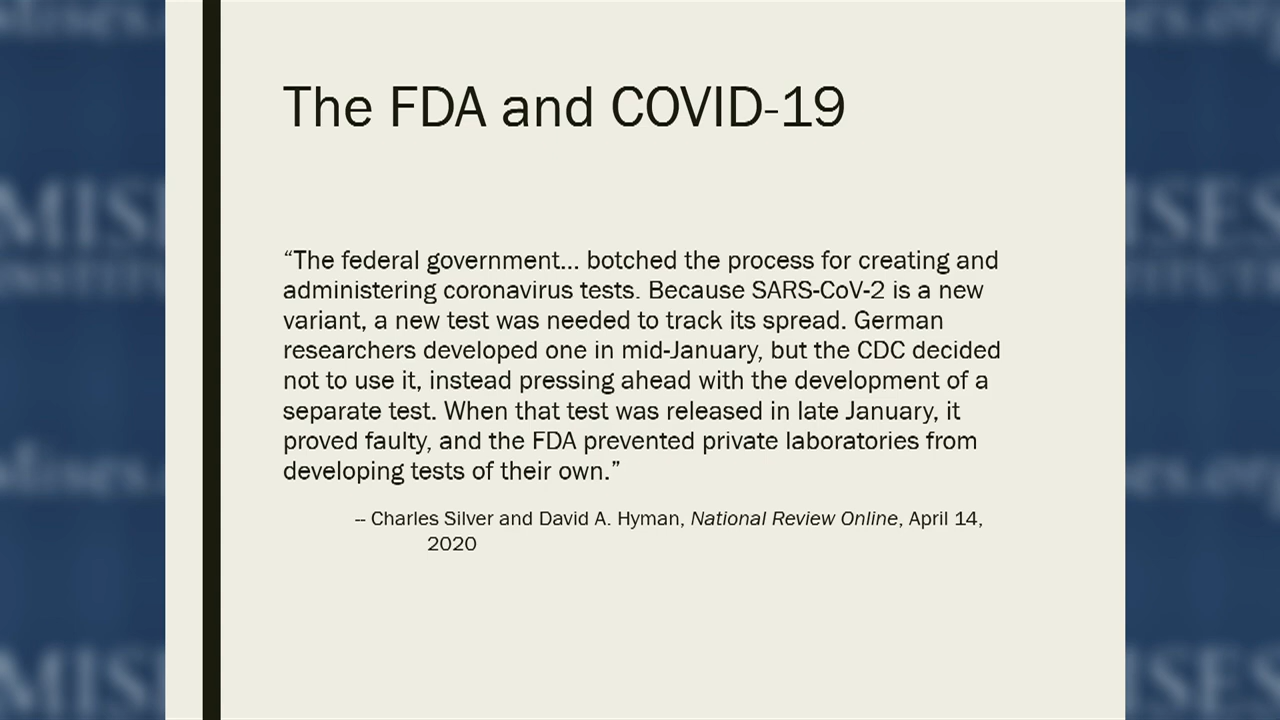 The FDA and COVID-19
“The federal government... botched the process for creating and
administering coronavirus tests. Because SARS-CoV-2 is a new
variant, a new test was needed to track its spread. German
researchers developed one in mid-January, but the CDC decided
not to use it, instead pressing ahead with the development of a
separate test. When that test was released in late January, it
proved faulty, and the FDA prevented private laboratories from
developing tests of their own.”
-- Charles Silver and David A. Hyman, National Review Online, April 14,
2020